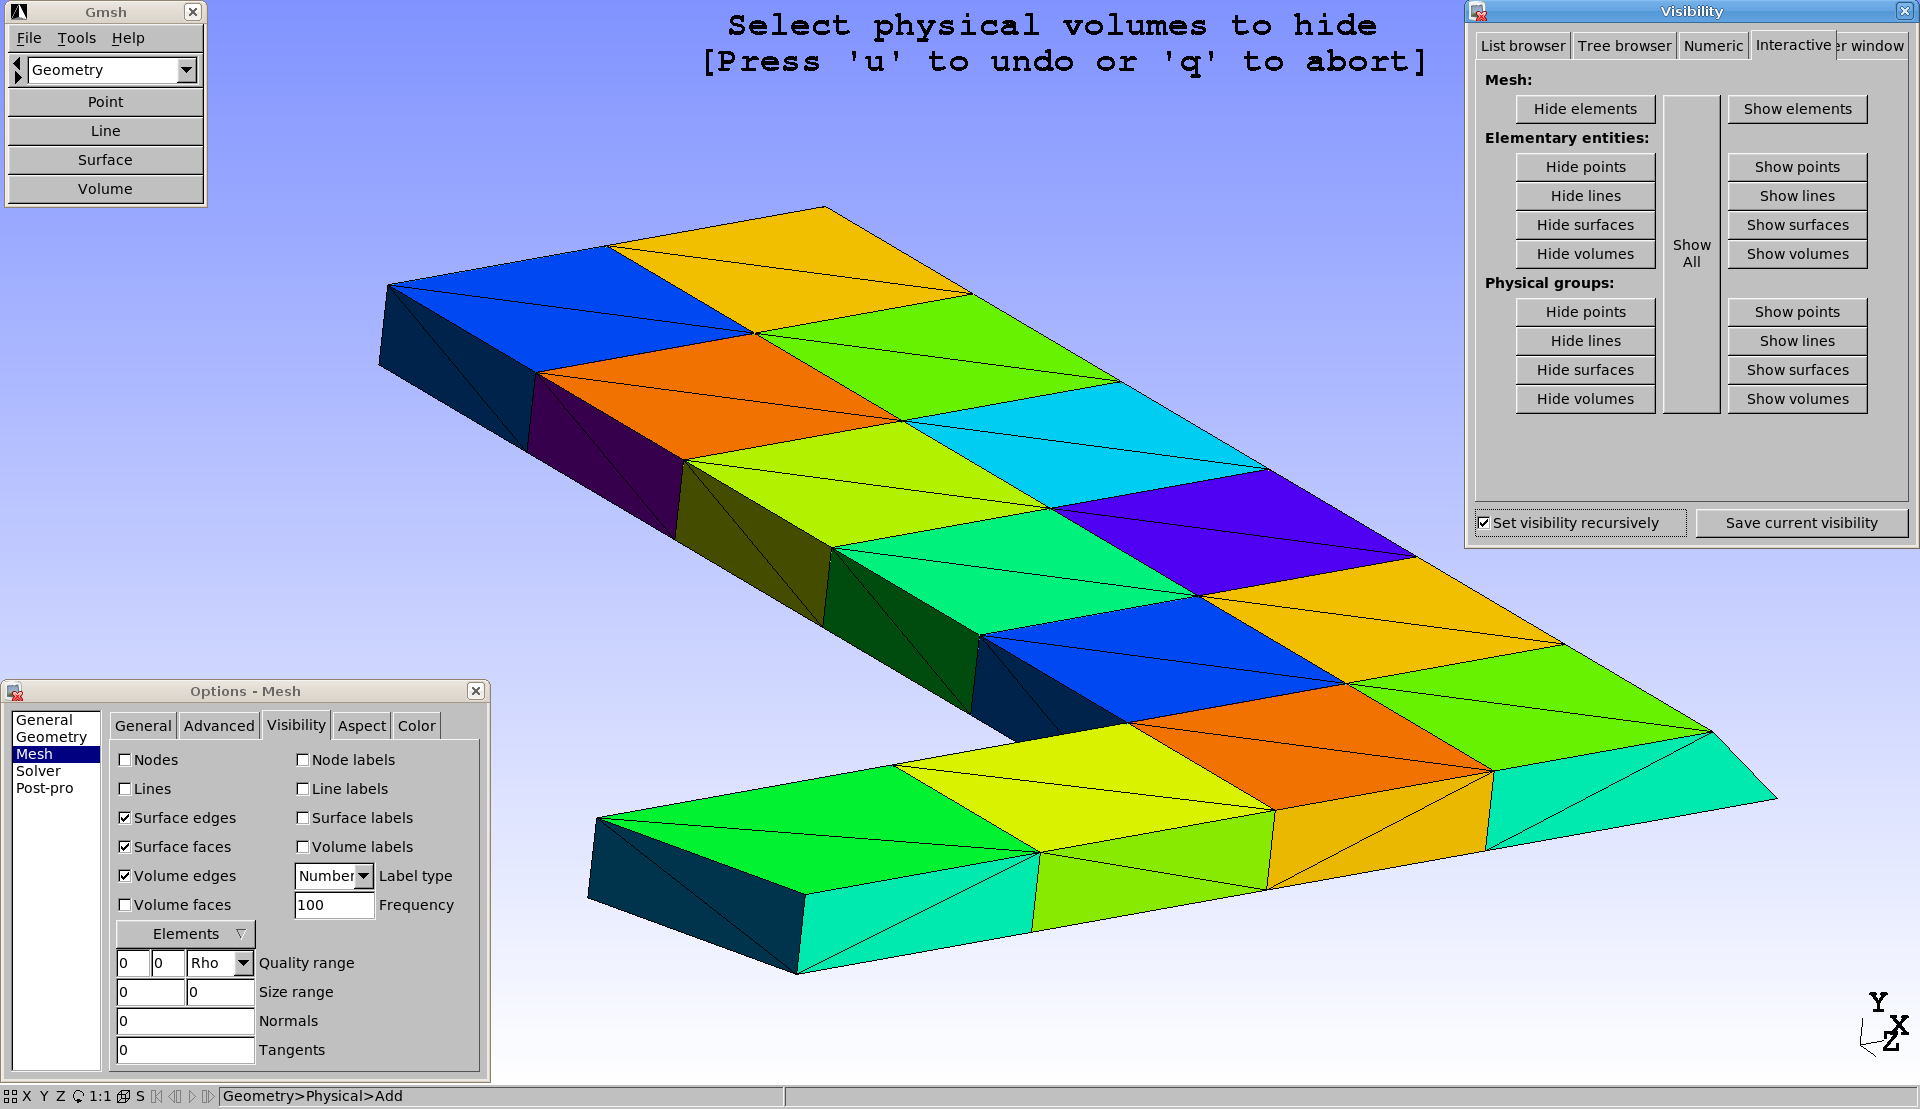 Gmsh
File Tools Help
Geometry
Point
Line
Surface
Volume
Select physical volumes to hide
[Press 'u' to undo or 'q' to abort]
Visibility
List browser Tree browser Numeric Interactive er window
Mesh:
Hide elements Show elements
Elementary entities:
Hide points Show points
Hide lines Show lines
Hide surfaces Show surfaces
Hide volumes Show volumes
Show
All
Physical groups:
Hide points Show points
Hide lines Show lines
Hide surfaces Show surfaces
Hide volumes Show volumes
Set visibility recursively Save current visibility
Options - Mesh
General
Geometry
Mesh
Solver
Post-pro
General Advanced Visibility Aspect Color
Nodes Node labels
Lines Line labels
Surface edges Surface labels
Surface faces Volume labels
Volume edges Number Label type
Volume faces 100 Frequency
Elements
0 0 Rho Quality range
0 0 Size range
0 Normals
0 Tangents
Y
X
Z
X Y Z 1:1 S Geometry>Physical>Add